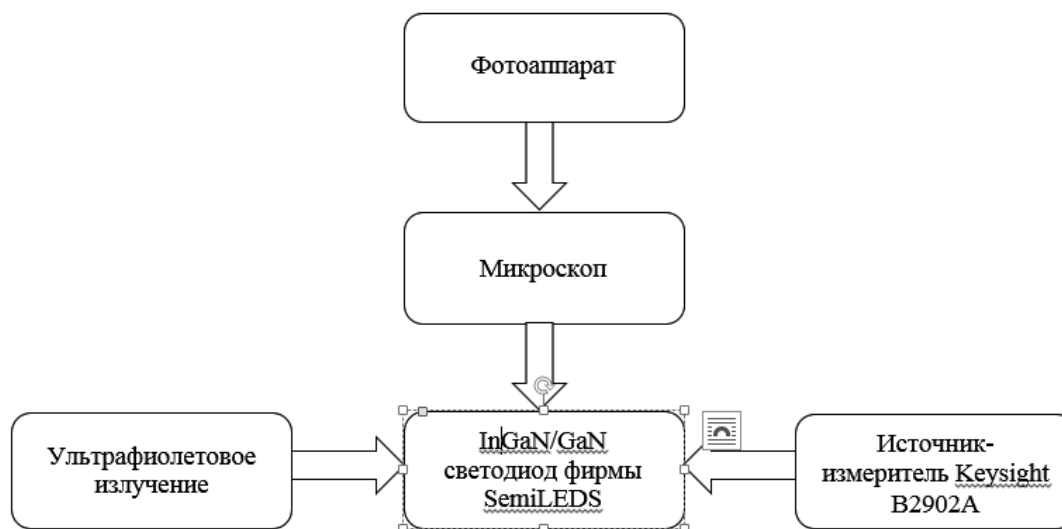 Фотоаппарат
Микроскоп
Ультрафиолетовое
излучение
InGaN/GaN
светодиод фирмы
SemiLEDS
Источник-
измеритель Keysight
B2902A